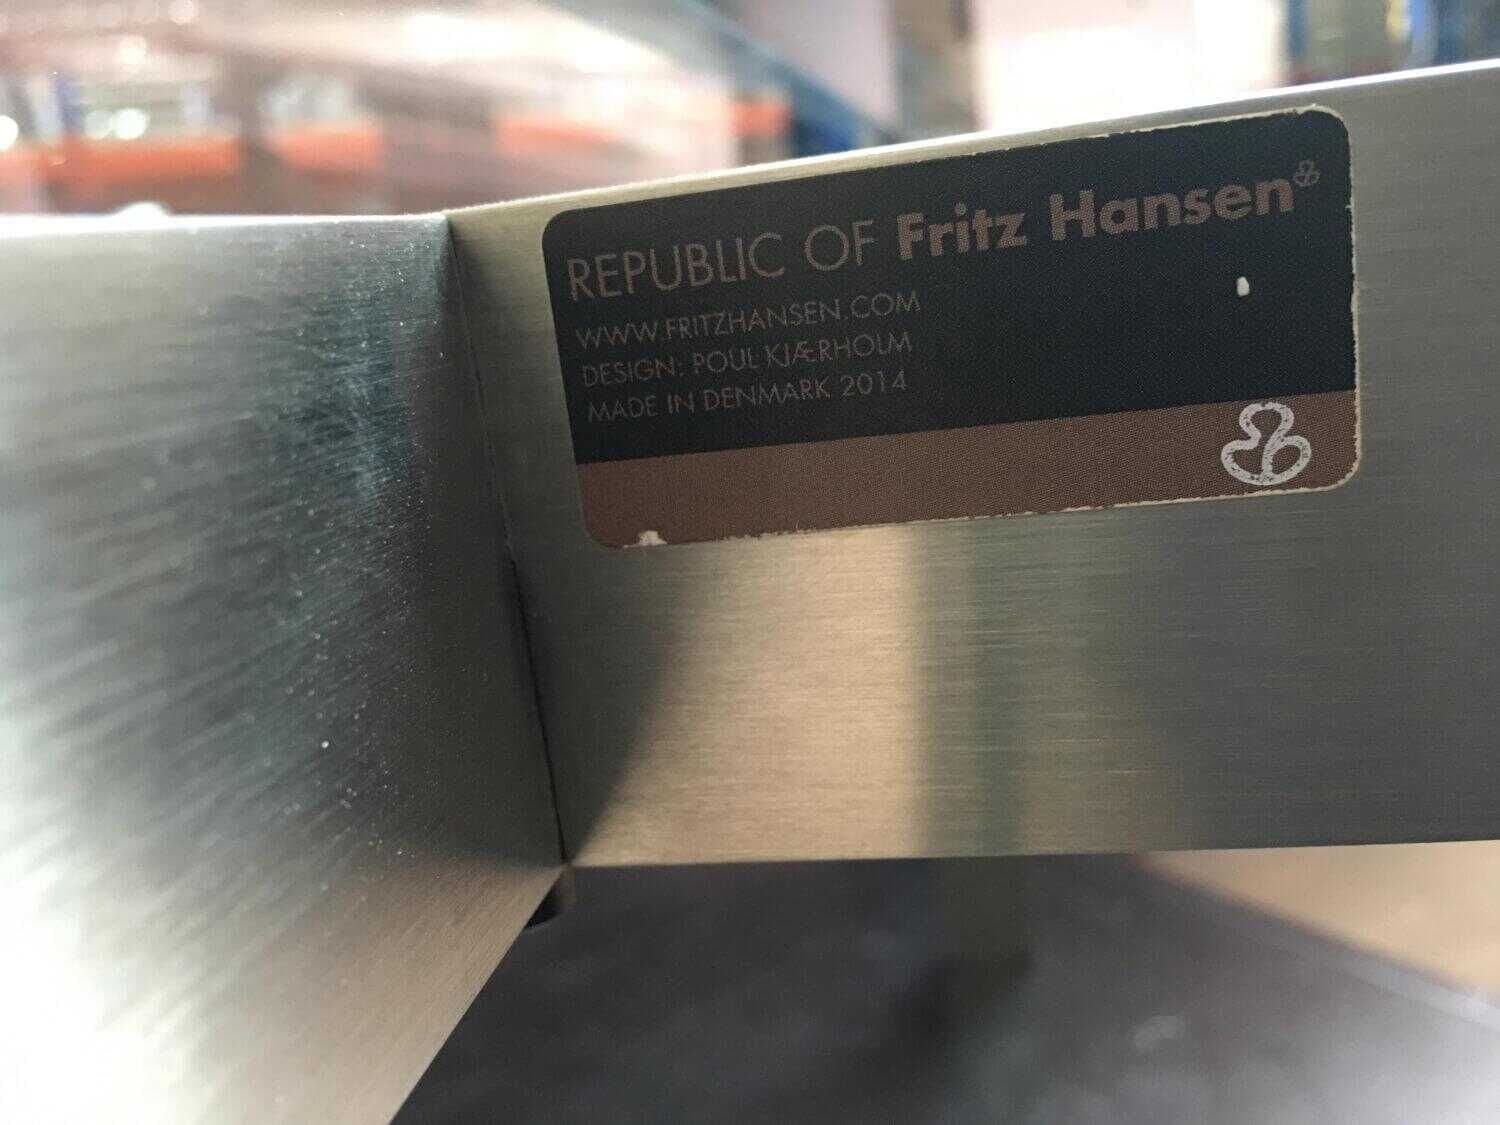 REPUBLIC OF Fritz Hansen
WWW.FRITZHANSEN.COM
DESIGN: POUL KJÆRHOLM
MADE IN DENMARK 2014